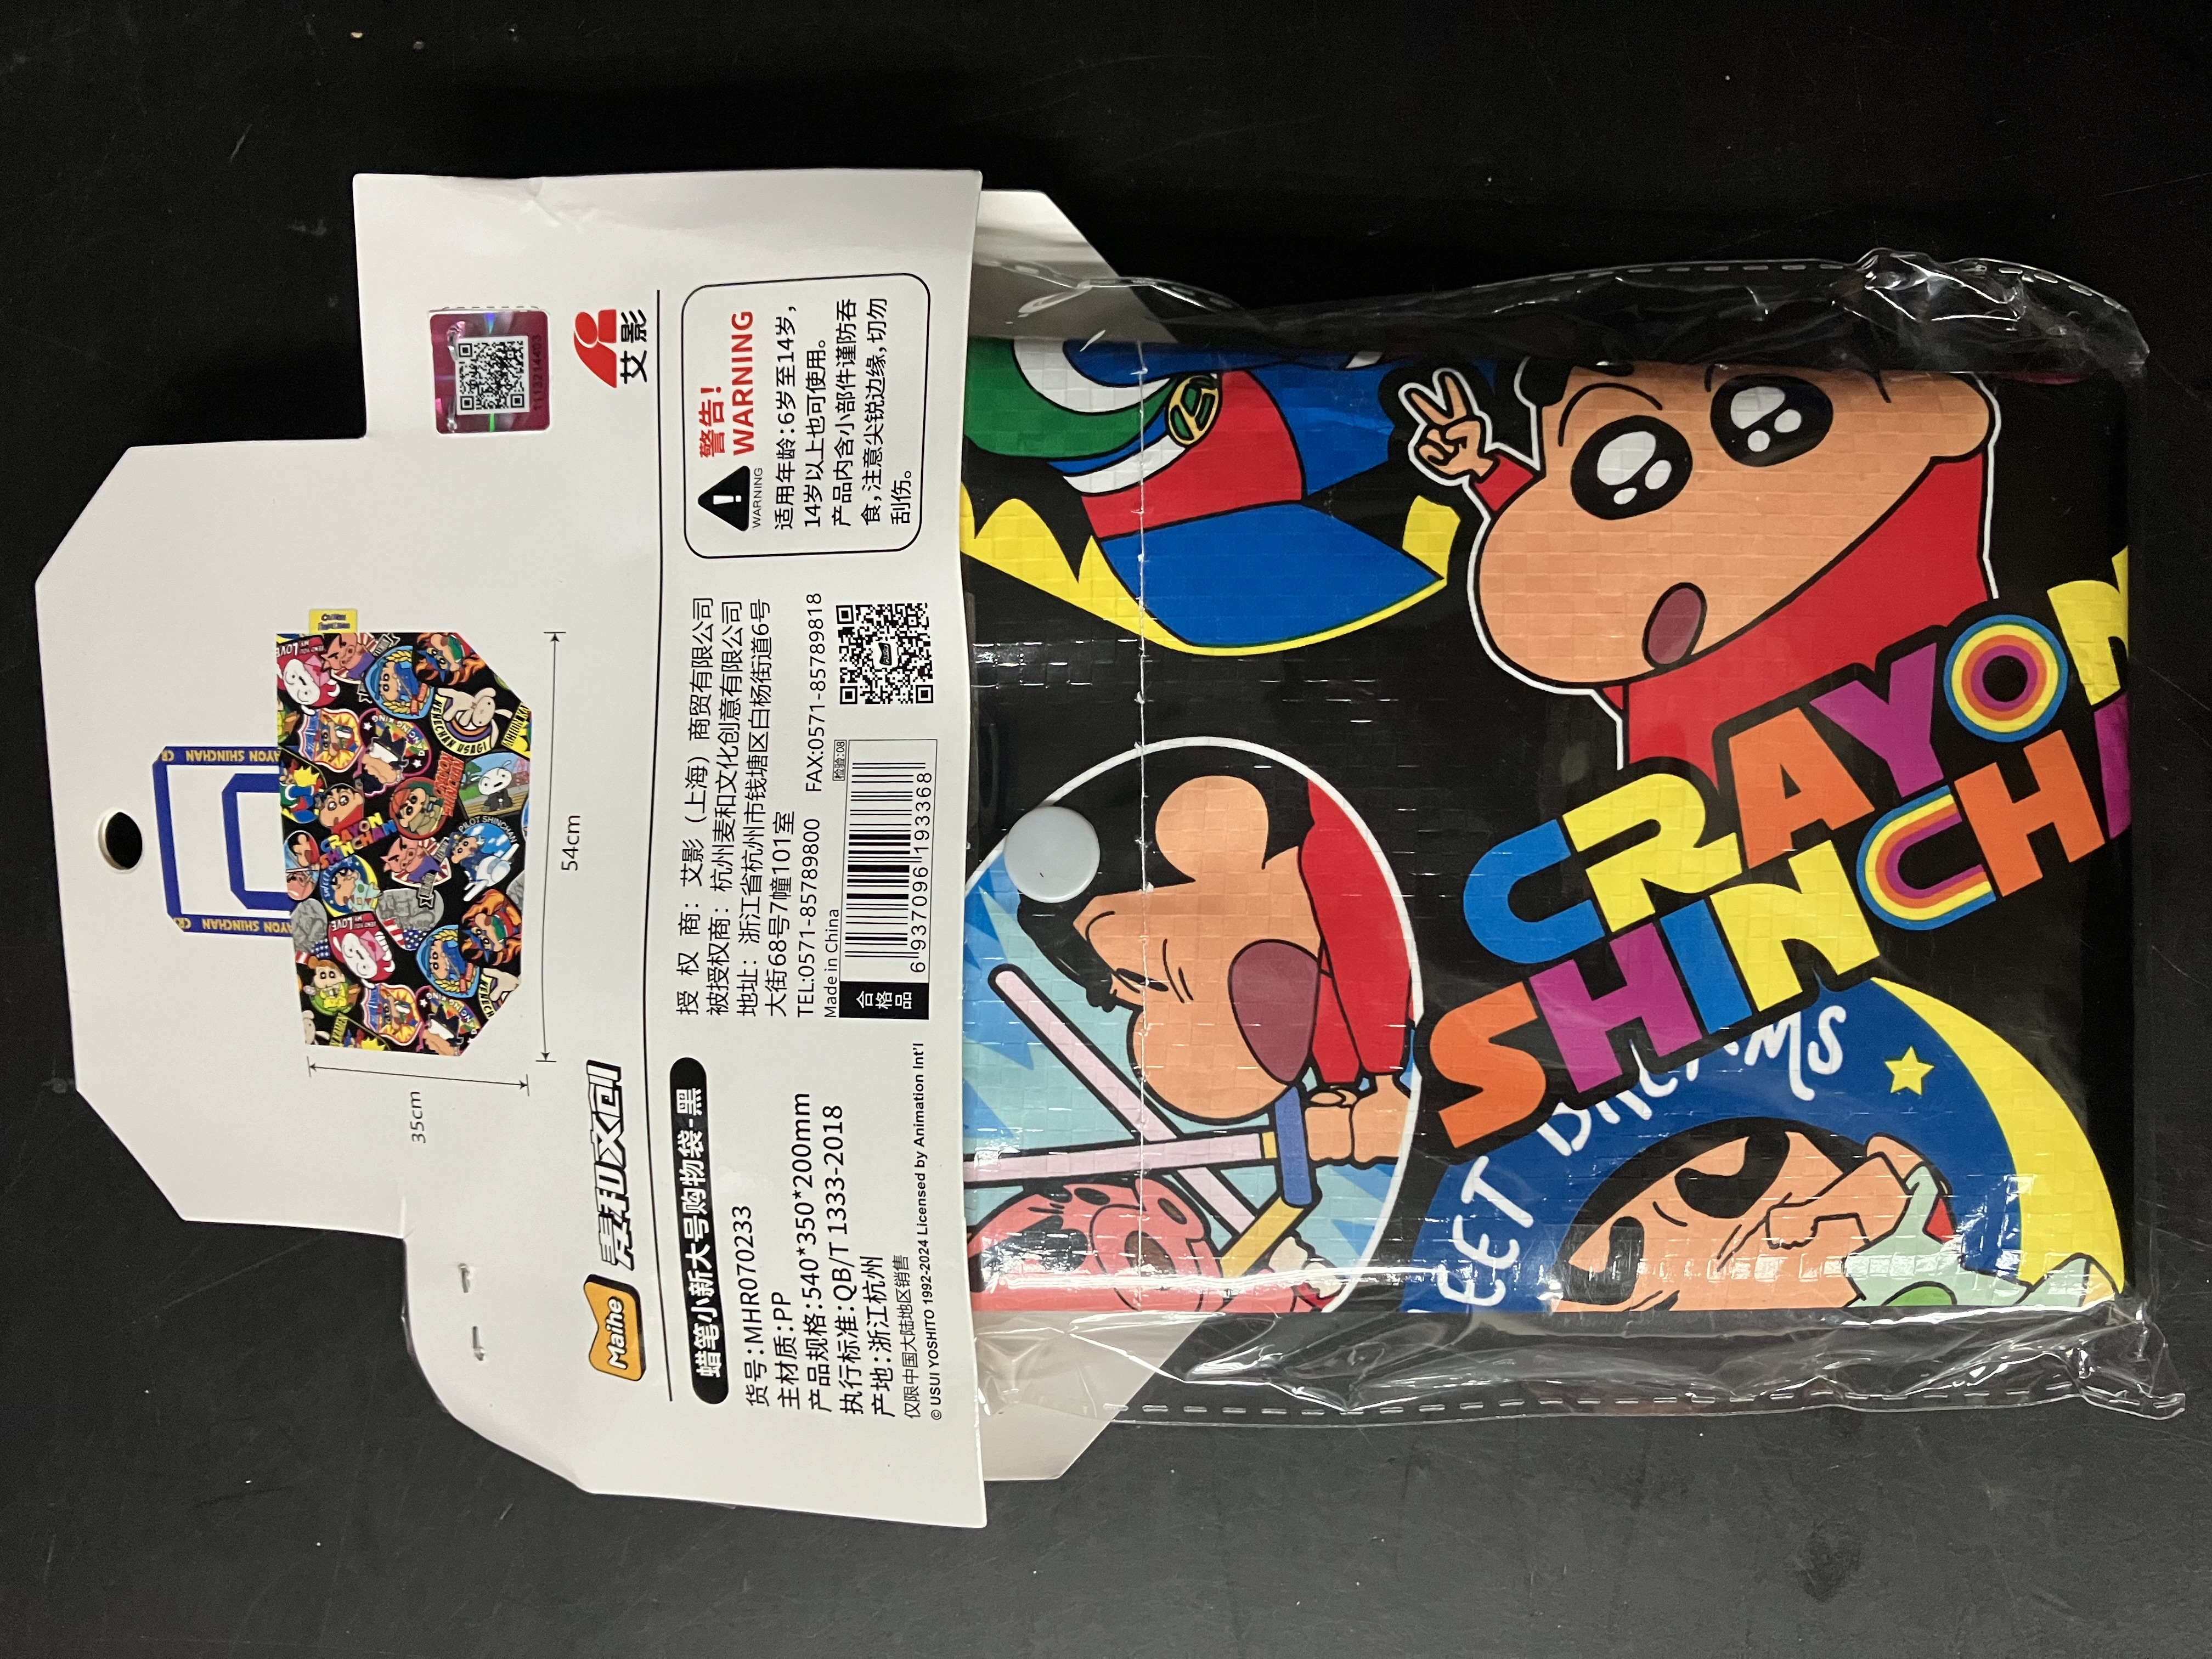 CRAYON SHINCHAN
CRAYON SHINCHAN
35cm
54cm
1113214403
Maihe
麦和文创
艾影
蜡笔小新大号购物袋-黑
货号:MHR070233
主材质:PP
产品规格:540*350*200mm
执行标准:QB/T 1333-2018
产地:浙江杭州
仅限中国大陆地区销售
© USUI YOSHITO 1992-2024 Licensed by Animation Int'l
授 权 商: 艾影(上海)商贸有限公司
被授权商: 杭州麦和文化创意有限公司
地址: 浙江省杭州市钱塘区白杨街道6号
大街68号7幢101室
TEL:0571-85789800 FAX:0571-85789818
Made in China
检验:08
合格品
6 937096 193368
警告!
WARNING
WARNING
适用年龄:6岁至14岁,
14岁以上也可使用。
产品内含小部件谨防吞
食,注意尖锐边缘,切勿
刮伤。
CRAYON
SHINCH
EET